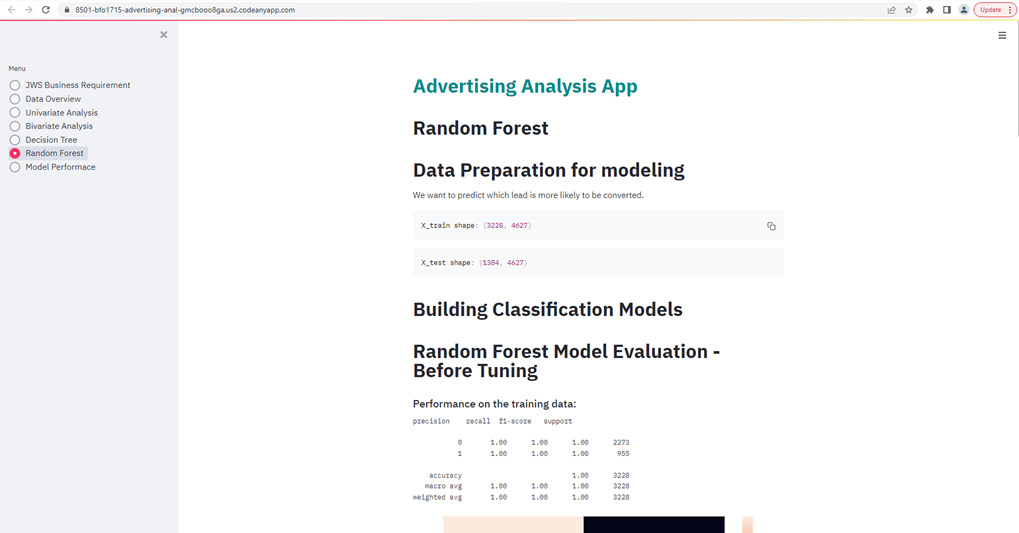 8501-bfo1715-advertising-anal-gmcbooo8ga.us2.codeanyapp.com
Update
Menu
JWS Business Requirement
Data Overview
Univariate Analysis
Bivariate Analysis
Decision Tree
Random Forest
Model Performace
Advertising Analysis App
Random Forest
Data Preparation for modeling
We want to predict which lead is more likely to be converted.
X_train shape: (3228, 4627)
X_test shape: (1384, 4627)
Building Classification Models
Random Forest Model Evaluation -
Before Tuning
Performance on the training data:
precision recall f1-score support
0 1.00 1.00 1.00 2273
1 1.00 1.00 1.00 955
accuracy 1.00 3228
macro avg 1.00 1.00 1.00 3228
weighted avg 1.00 1.00 1.00 3228